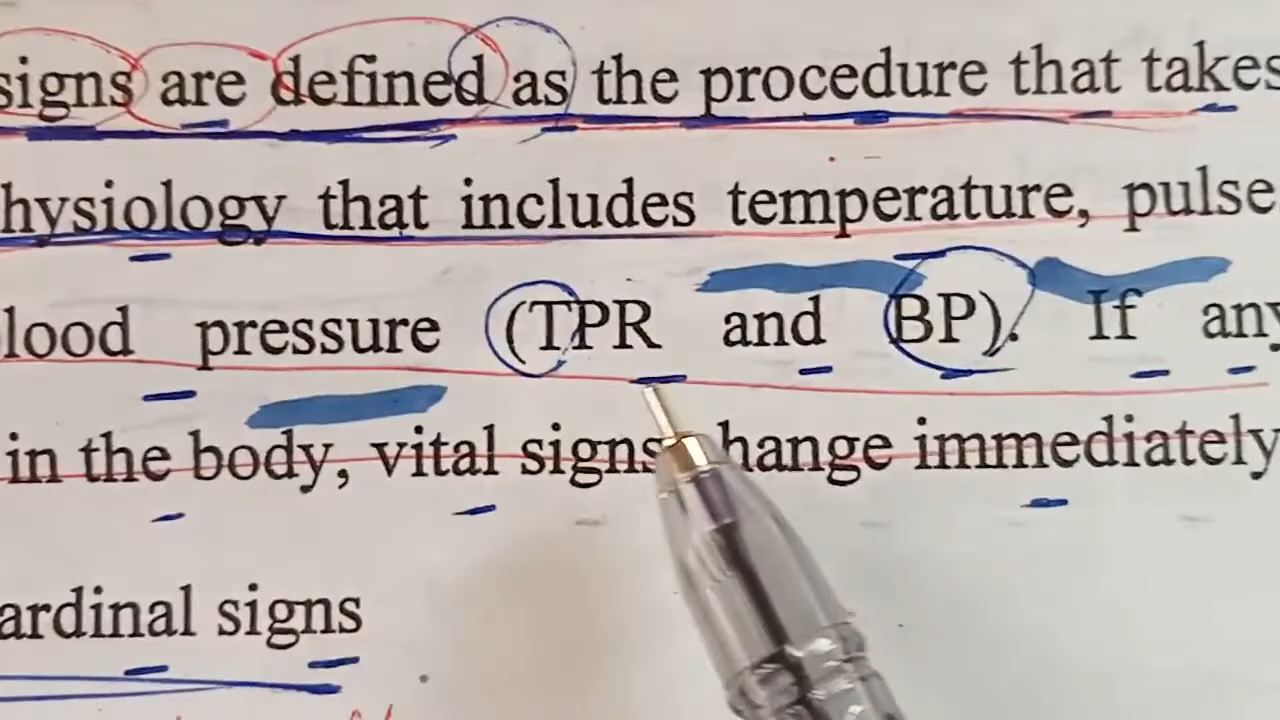 signs are defined as the procedure that takes
hysiology that includes temperature, pulse
lood pressure (TPR and BP). If any
in the body, vital signs hange immediately
ardinal signs